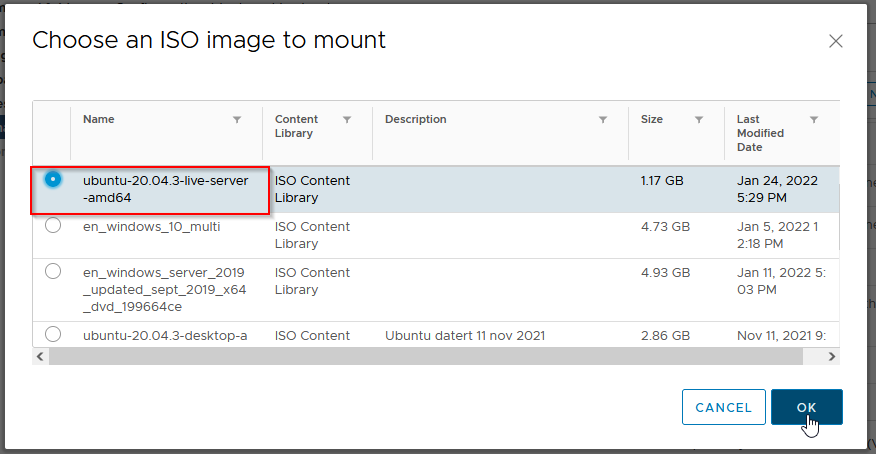 Choose an ISO image to mount
Name
Content
Library
Description
Size
Last
Modified
Date
ubuntu-20.04.3-live-server
-amd64
ISO Content
Library
1.17 GB
Jan 24, 2022
5:29 PM
en_windows_10_multi
ISO Content
Library
4.73 GB
Jan 5, 2022 1
2:18 PM
en_windows_server_2019
_updated_sept_2019_x64
_dvd_199664ce
ISO Content
Library
4.93 GB
Jan 11, 2022 5:
03 PM
ubuntu-20.04.3-desktop-a
ISO Content
Ubuntu datert 11 nov 2021
2.86 GB
Nov 11, 2021 9:
CANCEL
OK